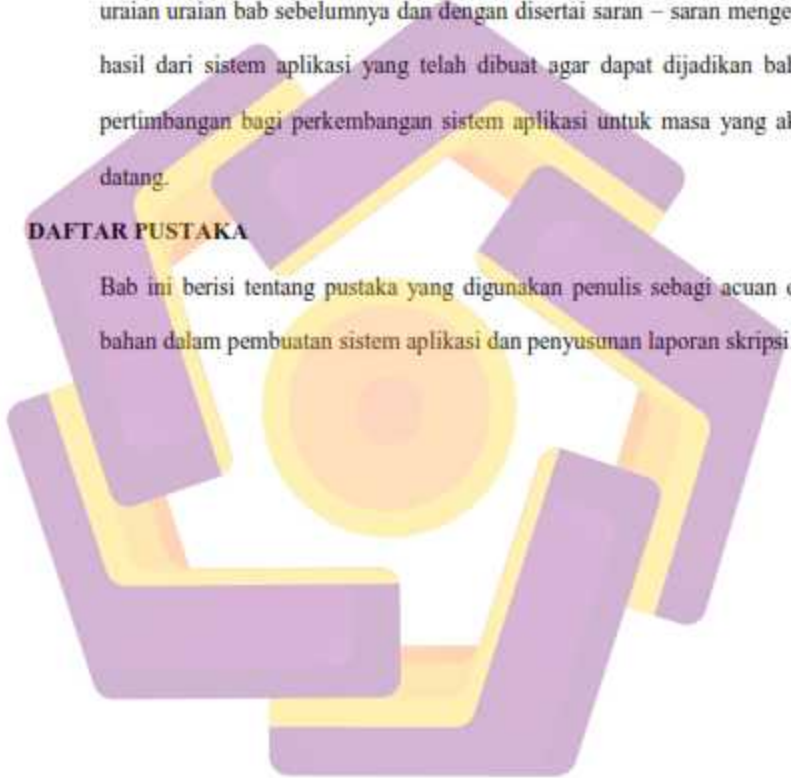 uraian uraian bab sebelumnya dan dengan disertai saran – saran menge
hasil dari sistem aplikasi yang telah dibuat agar dapat dijadikan bah
pertimbangan bagi perkembangan sistem aplikasi untuk masa yang ak
datang.
DAFTAR PUSTAKA
Bab ini berisi tentang pustaka yang digunakan penulis sebagi acuan d
bahan dalam pembuatan sistem aplikasi dan penyusunan laporan skripsi